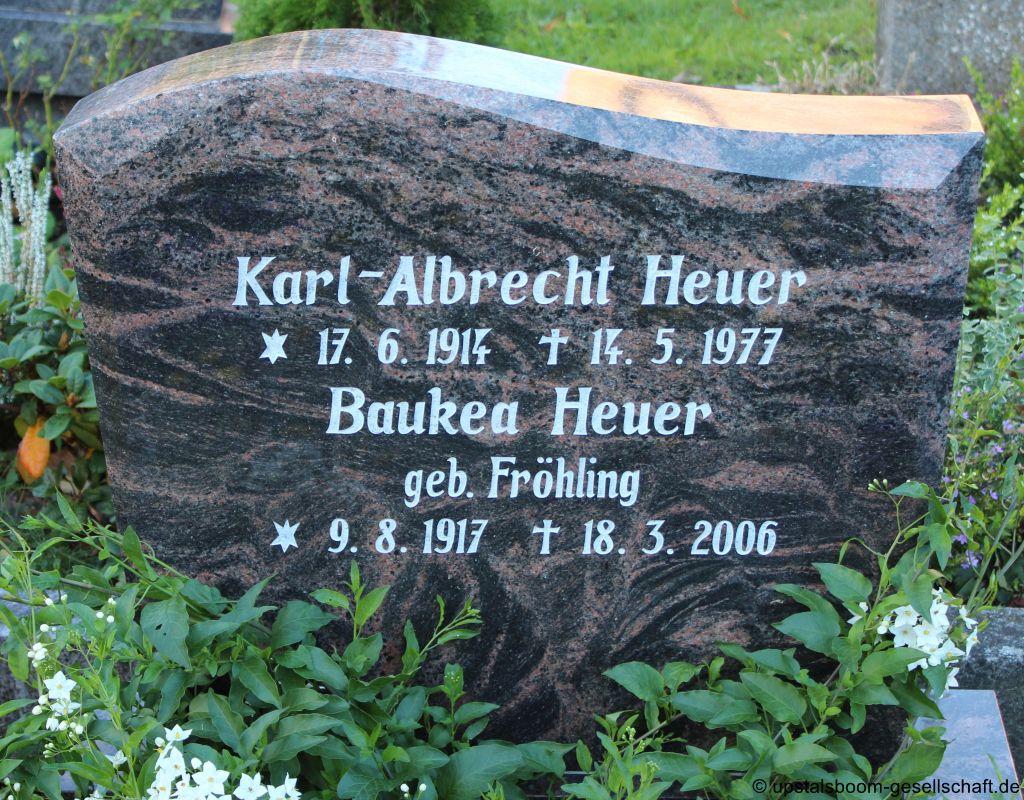 Karl-Albrecht Heuer
* 17. 6. 1914 † 14. 5. 1977
Baukea Heuer
geb. Fröhling
* 9. 8. 1917 † 18. 3. 2006
© upstalsboom-gesellschaft.de